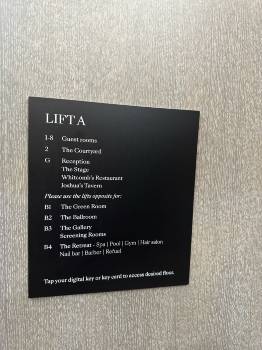 LIFT A
1-8 Guest rooms
2 The Courtyard
G Reception
The Stage
Whitcomb's Restaurant
Joshua's Tavern
Please use the lifts opposite for:
B1 The Green Room
B2 The Ballroom
B3 The Gallery
Screening Rooms
B4 The Retreat - Spa | Pool | Gym | Hair salon
Nail bar | Barber | Refuel
Tap your digital key or key card to access desired floor.